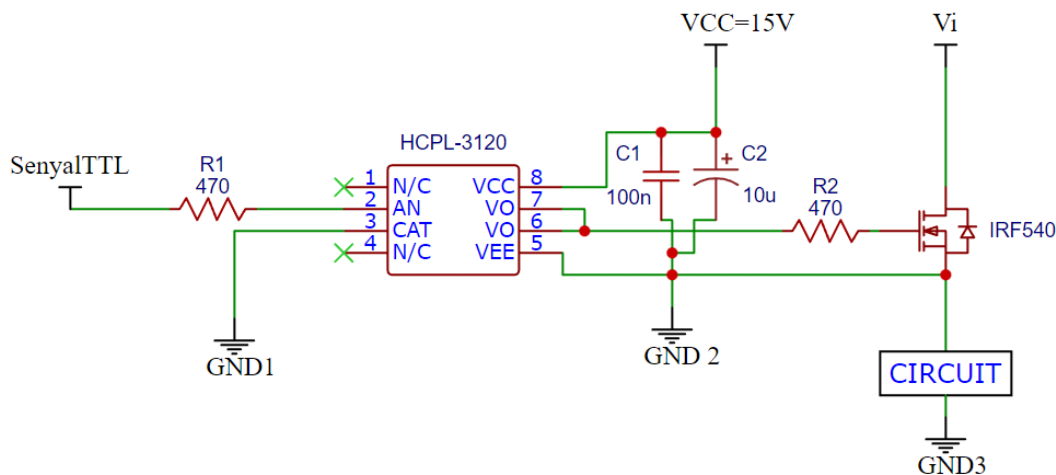 VCC=15V
Vi
HCPL-3120
SenyalTTL
R1
470
1
N/C
VCC
8
2
AN
VO
7
3
CAT
VO
6
4
N/C
VEE
5
C1
100n
+
C2
10u
R2
470
IRF540
GND1
GND 2
CIRCUIT
GND3